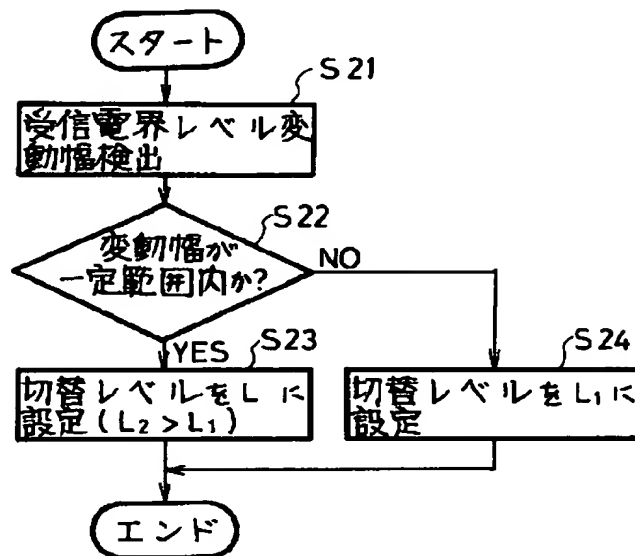 スタート
S21
受信電界レベル変
動幅検出
S22
変動幅が
一定範囲内か?
NO
YES
S23
切替レベルをL に
設定(L₂>L₁)
S24
切替レベルをL₁に
設定
エンド